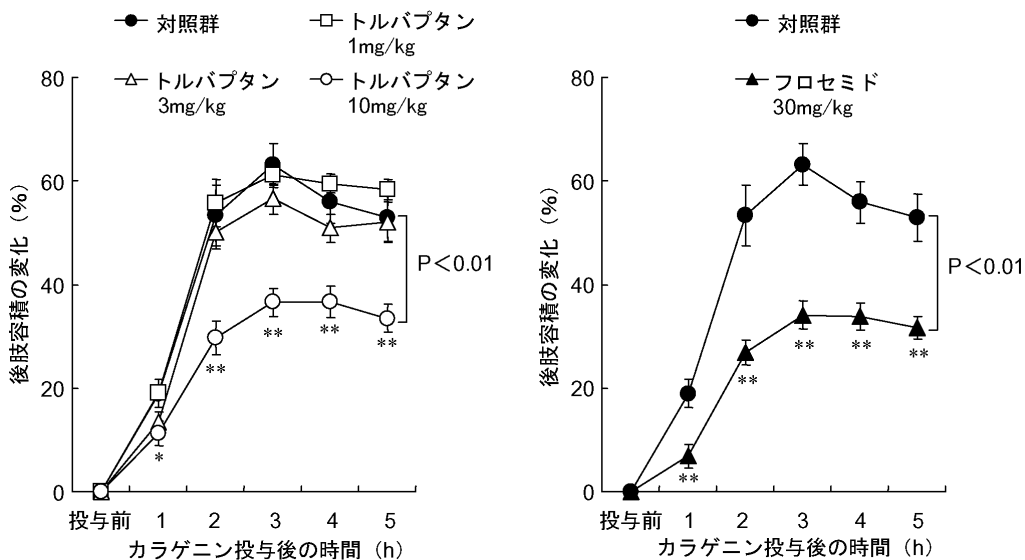 対照群
トルバプタン
1mg/kg
トルバプタン
3mg/kg
トルバプタン
10mg/kg
後肢容積の変化 (%)
80
60
40
20
0
P<0.01
*
**
**
**
**
投与前 1 2 3 4 5
カラゲニン投与後の時間 (h)
対照群
フロセミド
30mg/kg
後肢容積の変化 (%)
80
60
40
20
0
P<0.01
**
**
**
**
**
投与前 1 2 3 4 5
カラゲニン投与後の時間 (h)